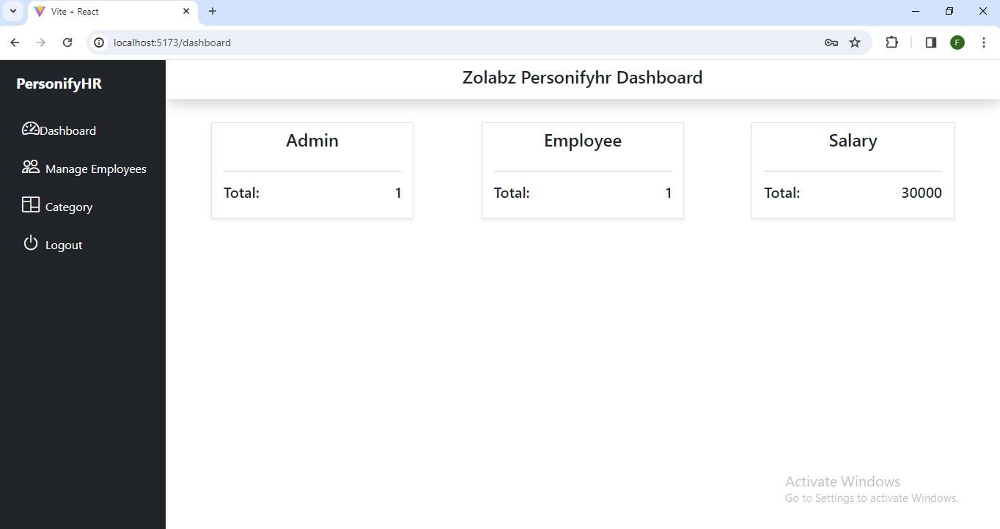 Vite + React
localhost:5173/dashboard
F
PersonifyHR
Zolabz Personifyhr Dashboard
Dashboard
Manage Employees
Category
Logout
Admin
Total: 1
Employee
Total: 1
Salary
Total: 30000
Activate Windows
Go to Settings to activate Windows.